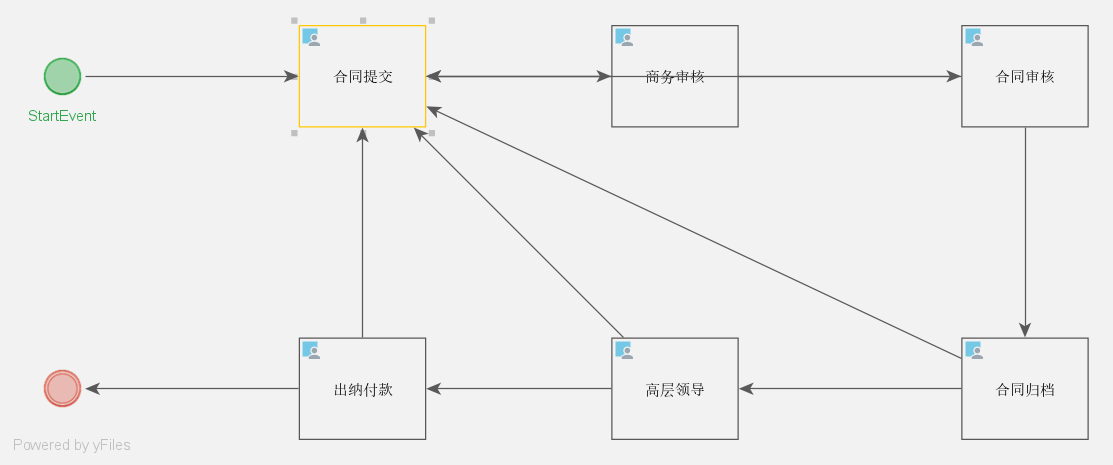 合同提交
商务审核
合同审核
StartEvent
出纳付款
高层领导
合同归档
Powered by yFiles